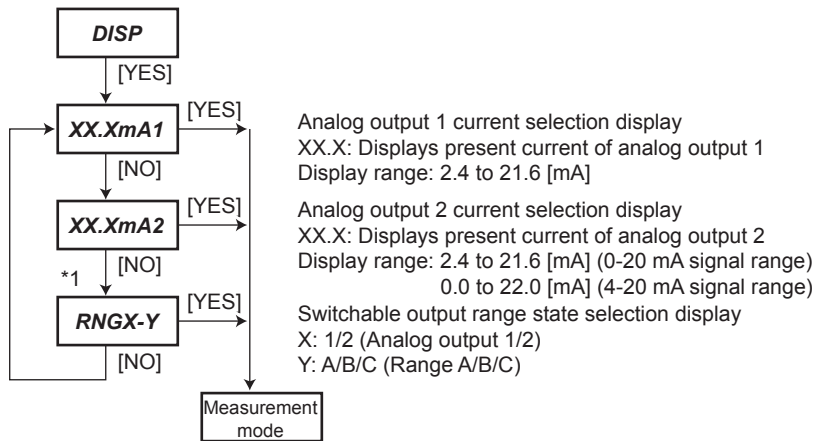 DISP
[YES]
XX.XmA1
[YES]
Analog output 1 current selection display
XX.X: Displays present current of analog output 1
Display range: 2.4 to 21.6 [mA]
[NO]
XX.XmA2
[YES]
Analog output 2 current selection display
XX.X: Displays present current of analog output 2
Display range: 2.4 to 21.6 [mA] (0-20 mA signal range)
0.0 to 22.0 [mA] (4-20 mA signal range)
*1
[NO]
RNGX-Y
[YES]
Switchable output range state selection display
X: 1/2 (Analog output 1/2)
Y: A/B/C (Range A/B/C)
[NO]
Measurement
mode